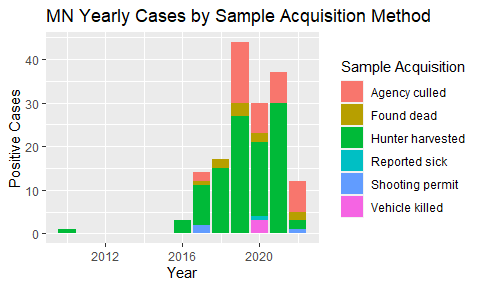 MN Yearly Cases by Sample Acquisition Method
Positive Cases
40
30
20
10
0
2012
2016
2020
Year
Sample Acquisition
Agency culled
Found dead
Hunter harvested
Reported sick
Shooting permit
Vehicle killed